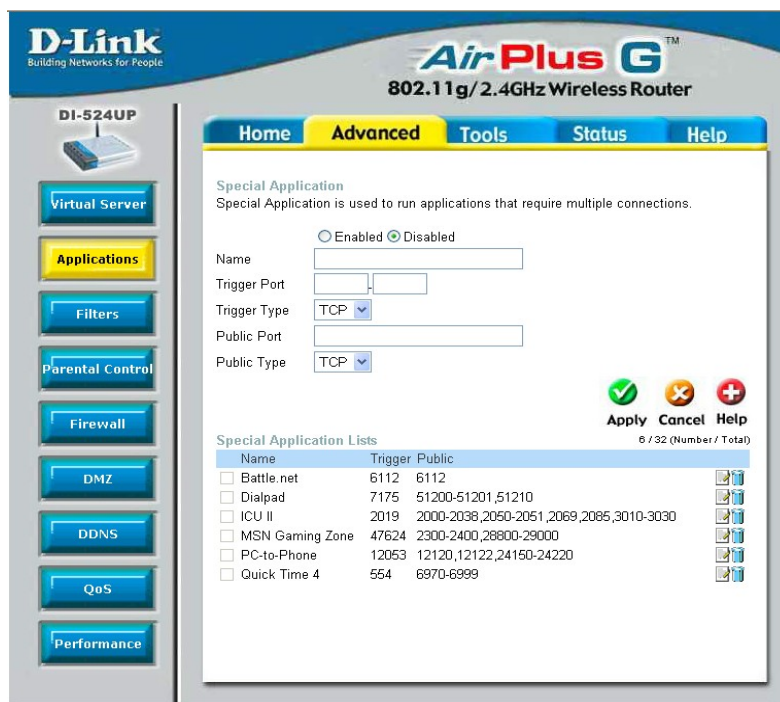 D-Link
Building Networks for People
AirPlus G™
802.11g/2.4GHz Wireless Router
DI-524UP
Home Advanced Tools Status Help
Virtual Server
Applications
Filters
Parental Control
Firewall
DMZ
DDNS
QoS
Performance
Special Application
Special Application is used to run applications that require multiple connections.
Enabled Disabled
Name
Trigger Port -
Trigger Type TCP
Public Port
Public Type TCP
Apply Cancel Help
Special Application Lists 6 / 32 (Number / Total)
Name Trigger Public
Battle.net 6112 6112
Dialpad 7175 51200-51201,51210
ICU II 2019 2000-2038,2050-2051,2069,2085,3010-3030
MSN Gaming Zone 47624 2300-2400,28800-29000
PC-to-Phone 12053 12120,12122,24150-24220
Quick Time 4 554 6970-6999